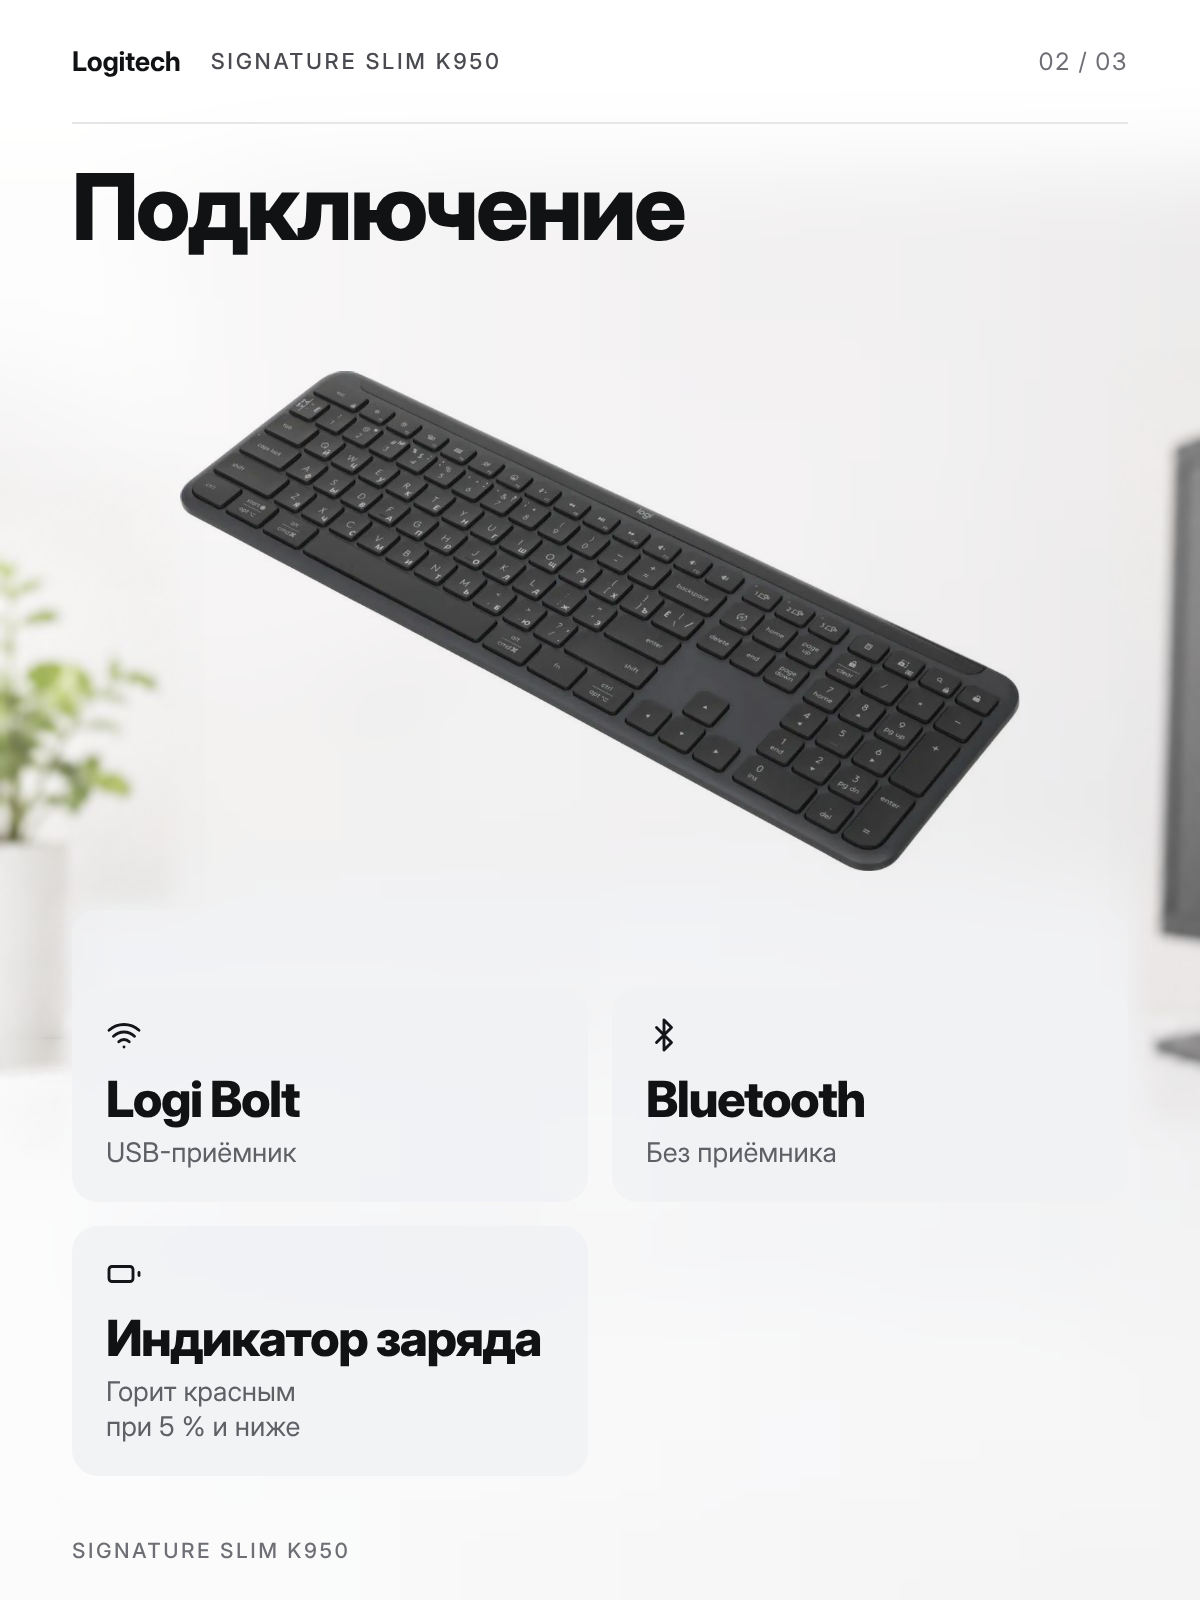 Logitech SIGNATURE SLIM K950 02 / 03
Подключение
logi
Logi Bolt
USB-приёмник
Bluetooth
Без приёмника
Индикатор заряда
Горит красным
при 5 % и ниже
SIGNATURE SLIM K950